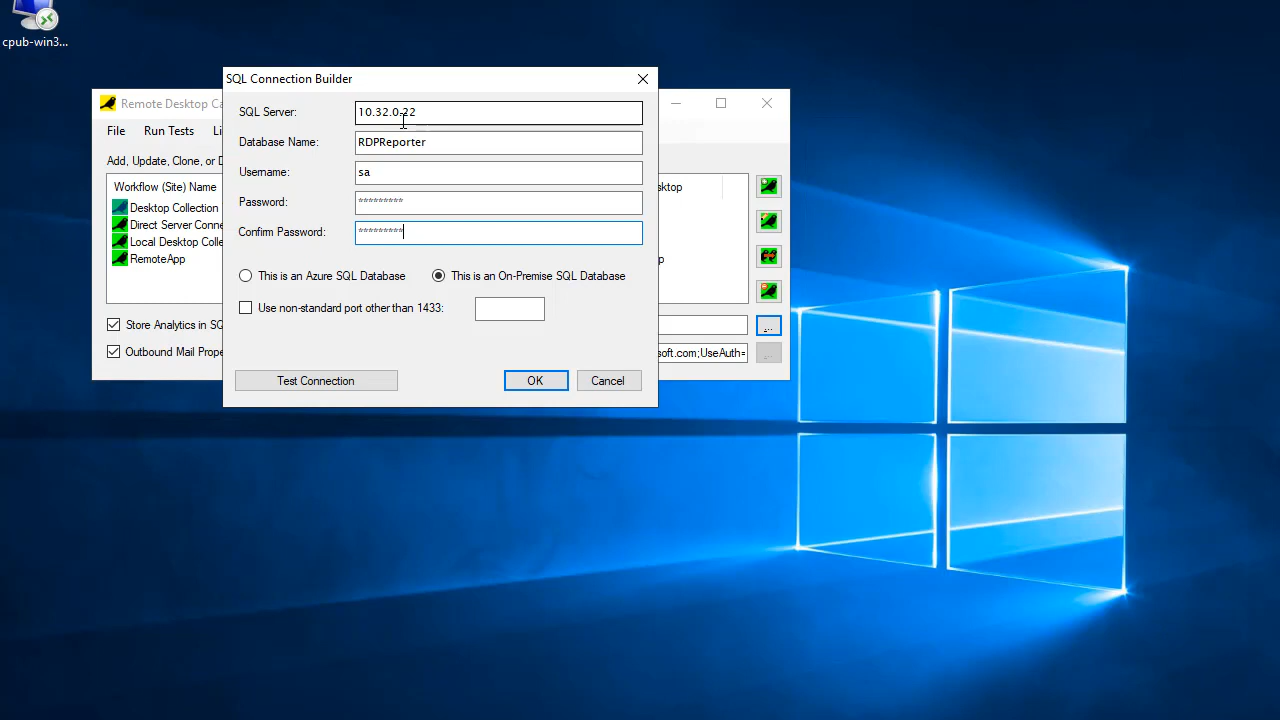 cpub-win3...
SQL Connection Builder
Remote Desktop Ca
SQL Server: 10.32.0.22
File Run Tests Li
Database Name: RDPReporter
Add, Update, Clone, or D
Username: sa
Workflow (Site) Name
Password: *********
Desktop Collection
Direct Server Conne
Confirm Password: *********
Local Desktop Colle
RemoteApp
This is an Azure SQL Database This is an On-Premise SQL Database
Use non-standard port other than 1433:
Store Analytics in SQ
...
Outbound Mail Prope
soft.com;UseAuth=
...
Test Connection OK Cancel